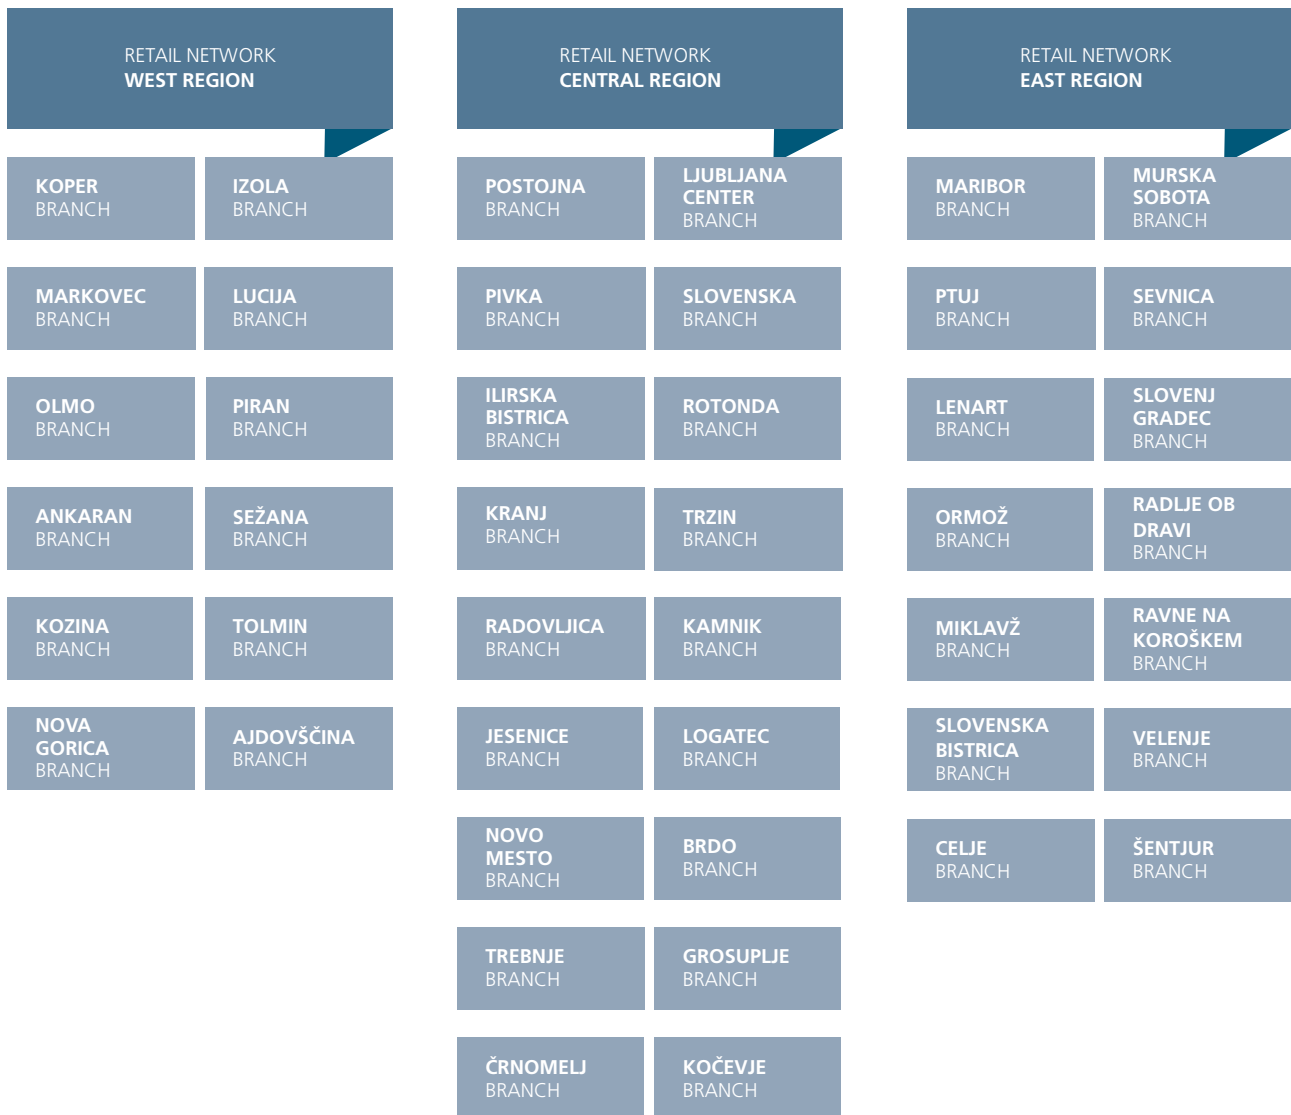 RETAIL NETWORK
WEST REGION
KOPER
BRANCH
IZOLA
BRANCH
MARKOVEC
BRANCH
LUCIJA
BRANCH
OLMO
BRANCH
PIRAN
BRANCH
ANKARAN
BRANCH
SEŽANA
BRANCH
KOZINA
BRANCH
TOLMIN
BRANCH
NOVA
GORICA
BRANCH
AJDOVŠČINA
BRANCH
RETAIL NETWORK
CENTRAL REGION
POSTOJNA
BRANCH
LJUBLJANA
CENTER
BRANCH
PIVKA
BRANCH
SLOVENSKA
BRANCH
ILIRSKA
BISTRICA
BRANCH
ROTONDA
BRANCH
KRANJ
BRANCH
TRZIN
BRANCH
RADOVLJICA
BRANCH
KAMNIK
BRANCH
JESENICE
BRANCH
LOGATEC
BRANCH
NOVO
MESTO
BRANCH
BRDO
BRANCH
TREBNJE
BRANCH
GROSUPLJE
BRANCH
ČRNOMELJ
BRANCH
KOČEVJE
BRANCH
RETAIL NETWORK
EAST REGION
MARIBOR
BRANCH
MURSKA
SOBOTA
BRANCH
PTUJ
BRANCH
SEVNICA
BRANCH
LENART
BRANCH
SLOVENJ
GRADEC
BRANCH
ORMOŽ
BRANCH
RADLJE OB
DRAVI
BRANCH
MIKLAVŽ
BRANCH
RAVNE NA
KOROŠKEM
BRANCH
SLOVENSKA
BISTRICA
BRANCH
VELENJE
BRANCH
CELJE
BRANCH
ŠENTJUR
BRANCH